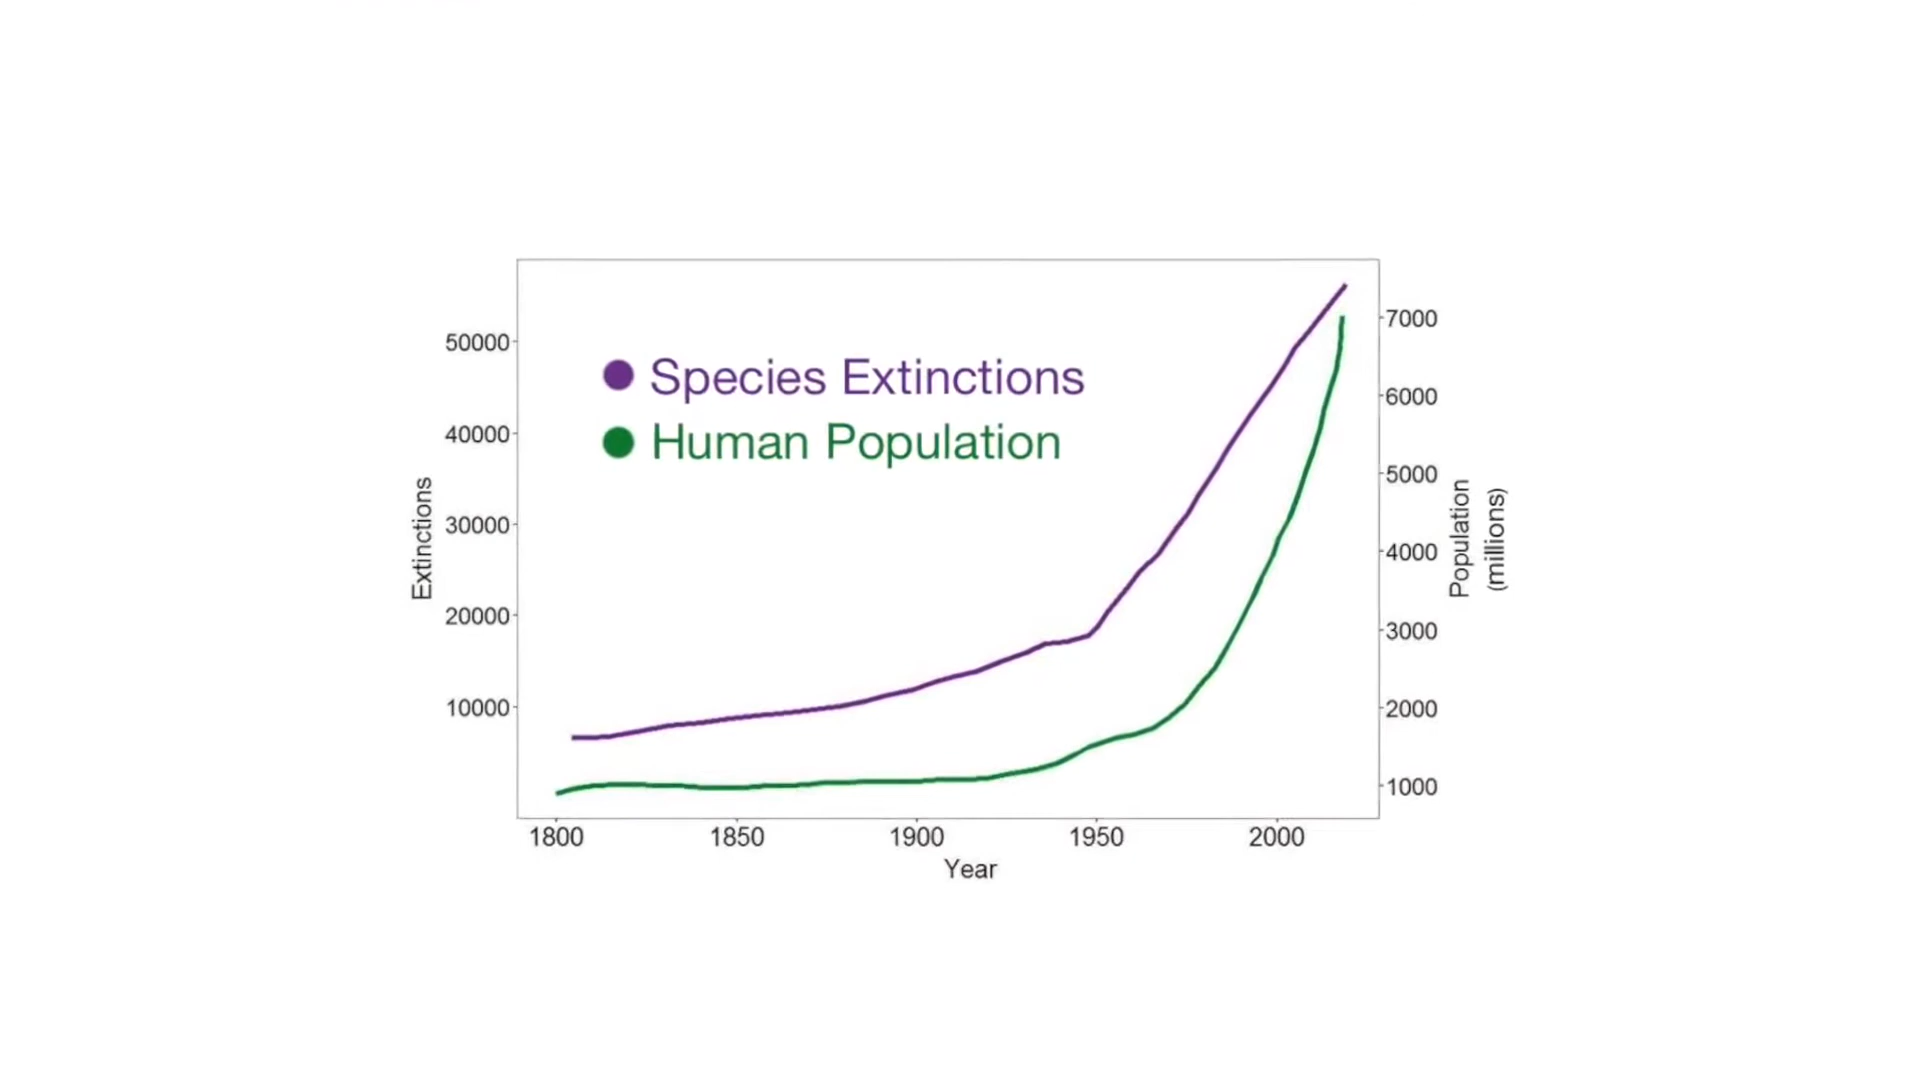 Species Extinctions
Human Population
Extinctions
50000
40000
30000
20000
10000
7000
6000
5000
4000
3000
2000
1000
Population
(millions)
1800 1850 1900 1950 2000
Year